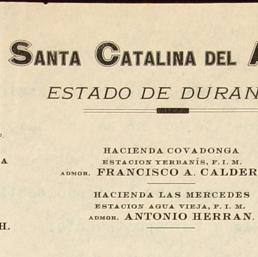 SANTA CATALINA DEL A
ESTADO DE DURAN
HACIENDA COVADONGA
ESTACION YERBANÍS, F. I. M.
ADMOR. FRANCISCO A. CALDER
A
HACIENDA LAS MERCEDES
ESTACION AGUA VIEJA, F. I. M.
ADMOR. ANTONIO HERRAN.
H.